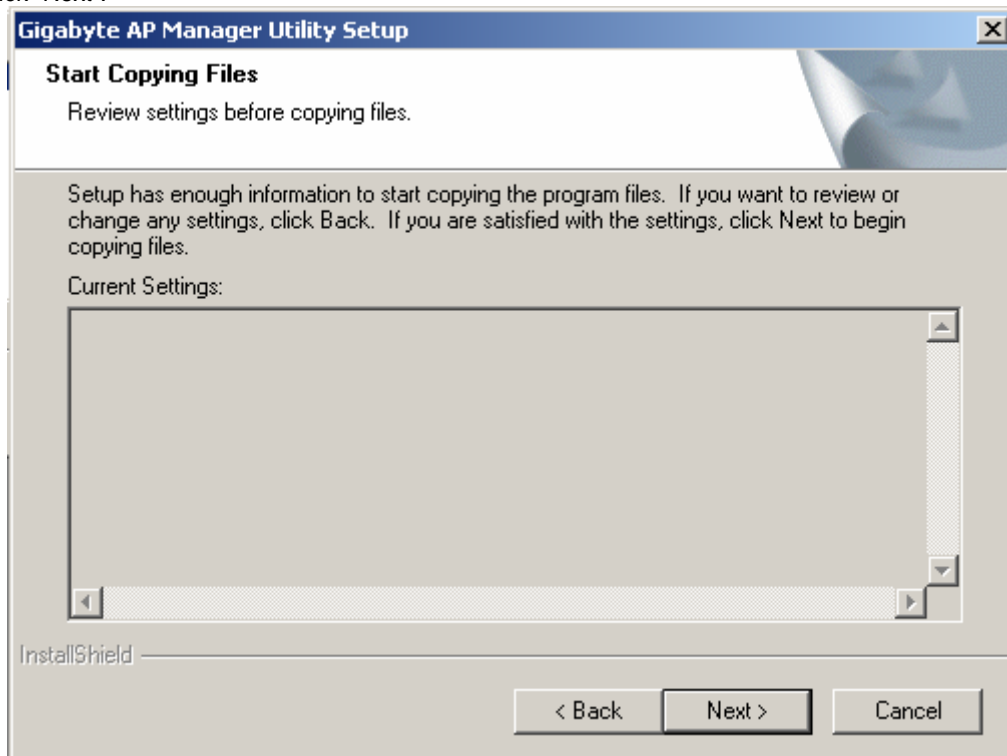 Gigabyte AP Manager Utility Setup
Start Copying Files
Review settings before copying files.
Setup has enough information to start copying the program files. If you want to review or
change any settings, click Back. If you are satisfied with the settings, click Next to begin
copying files.
Current Settings:
InstallShield
< Back Next > Cancel